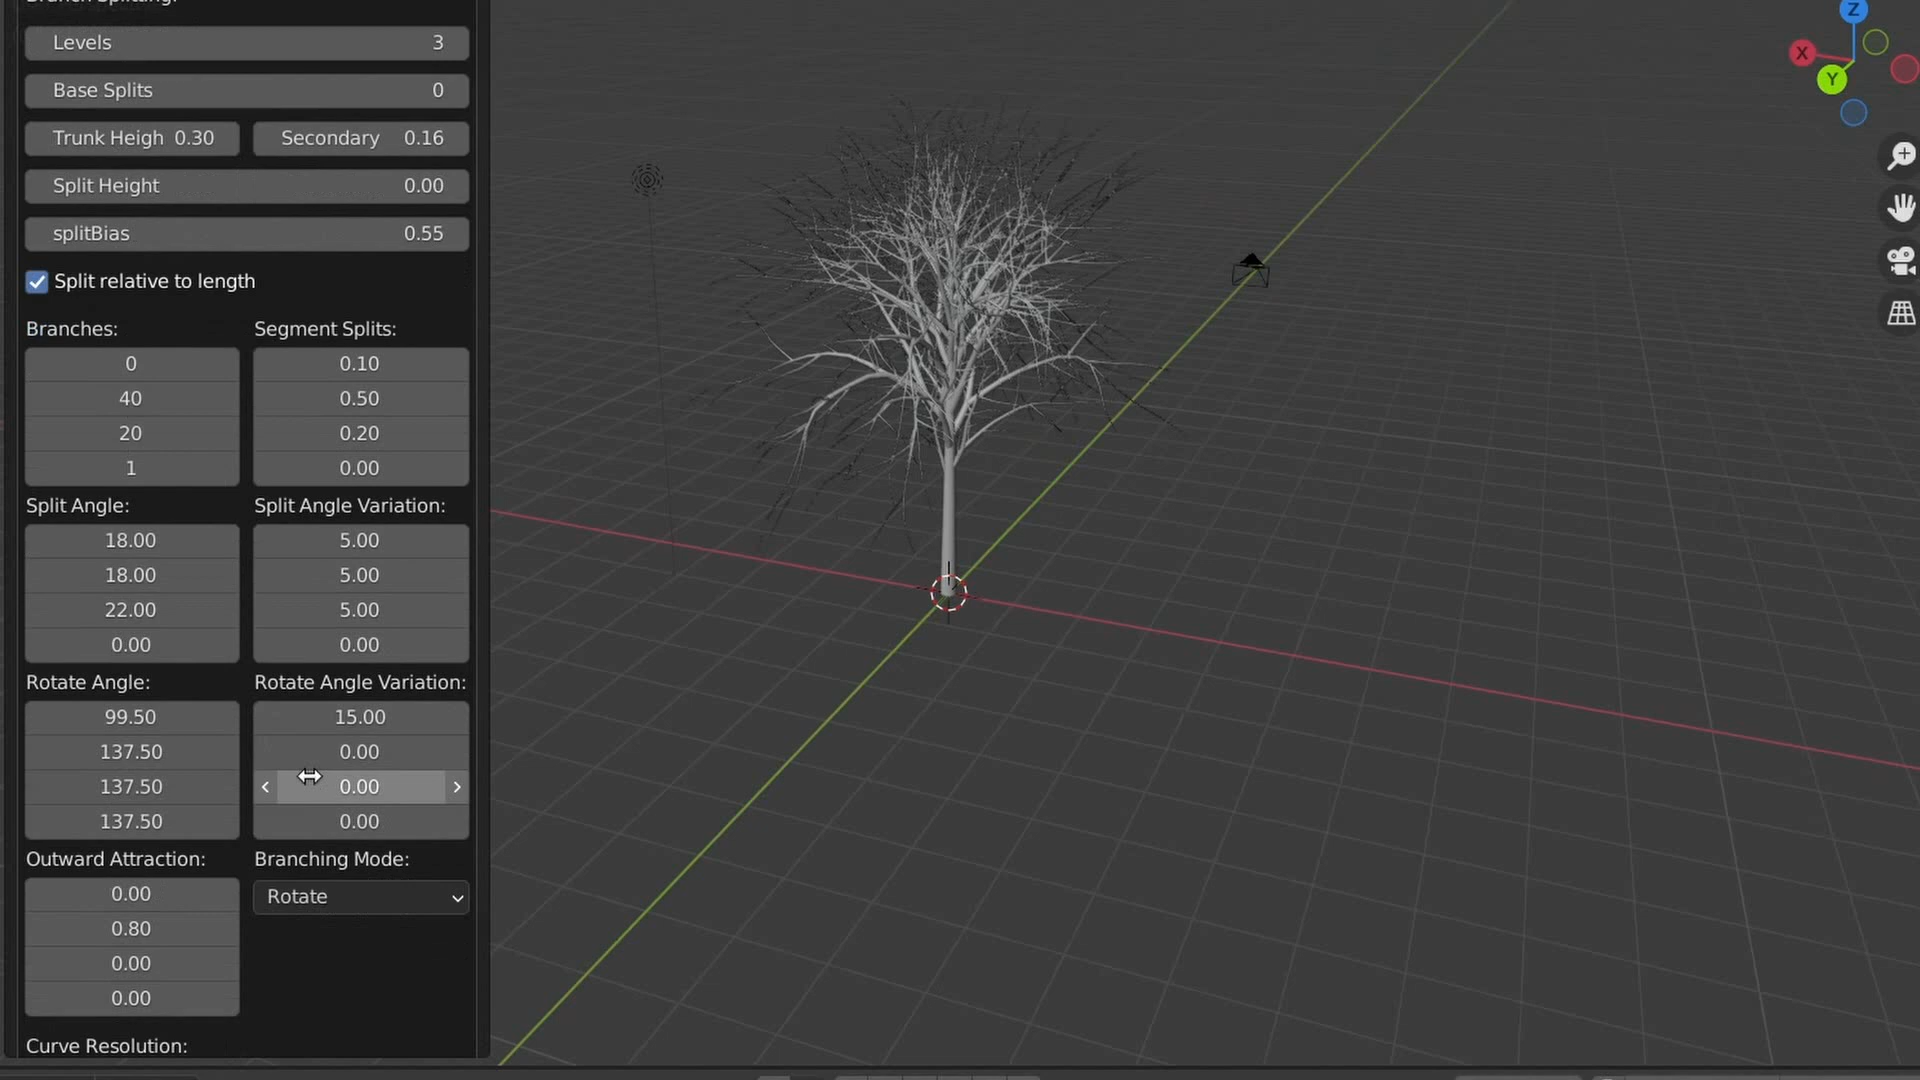 Branch Splitting:
Levels 3
Base Splits 0
Trunk Heigh 0.30 Secondary 0.16
Split Height 0.00
splitBias 0.55
Split relative to length
Branches: Segment Splits:
0 0.10
40 0.50
20 0.20
1 0.00
Split Angle: Split Angle Variation:
18.00 5.00
18.00 5.00
22.00 5.00
0.00 0.00
Rotate Angle: Rotate Angle Variation:
99.50 15.00
137.50 0.00
137.50 0.00
137.50 0.00
Outward Attraction: Branching Mode:
0.00 Rotate
0.80
0.00
0.00
Curve Resolution:
Z
X
Y